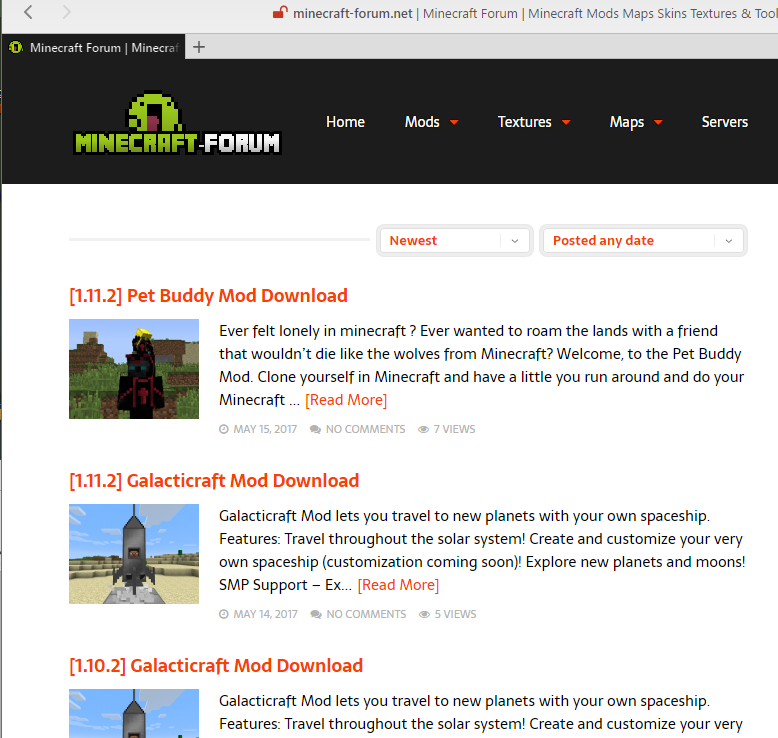 minecraft-forum.net | Minecraft Forum | Minecraft Mods Maps Skins Textures & Tool
Minecraft Forum | Minecraf
MINECRAFT-FORUM
Home Mods Textures Maps Servers
Newest Posted any date
[1.11.2] Pet Buddy Mod Download
Ever felt lonely in minecraft ? Ever wanted to roam the lands with a friend
that wouldn’t die like the wolves from Minecraft? Welcome, to the Pet Buddy
Mod. Clone yourself in Minecraft and have a little you run around and do your
Minecraft ... [Read More]
MAY 15, 2017 NO COMMENTS 7 VIEWS
[1.11.2] Galacticraft Mod Download
Galacticraft Mod lets you travel to new planets with your own spaceship.
Features: Travel throughout the solar system! Create and customize your very
own spaceship (customization coming soon)! Explore new planets and moons!
SMP Support – Ex... [Read More]
MAY 14, 2017 NO COMMENTS 5 VIEWS
[1.10.2] Galacticraft Mod Download
Galacticraft Mod lets you travel to new planets with your own spaceship.
Features: Travel throughout the solar system! Create and customize your very